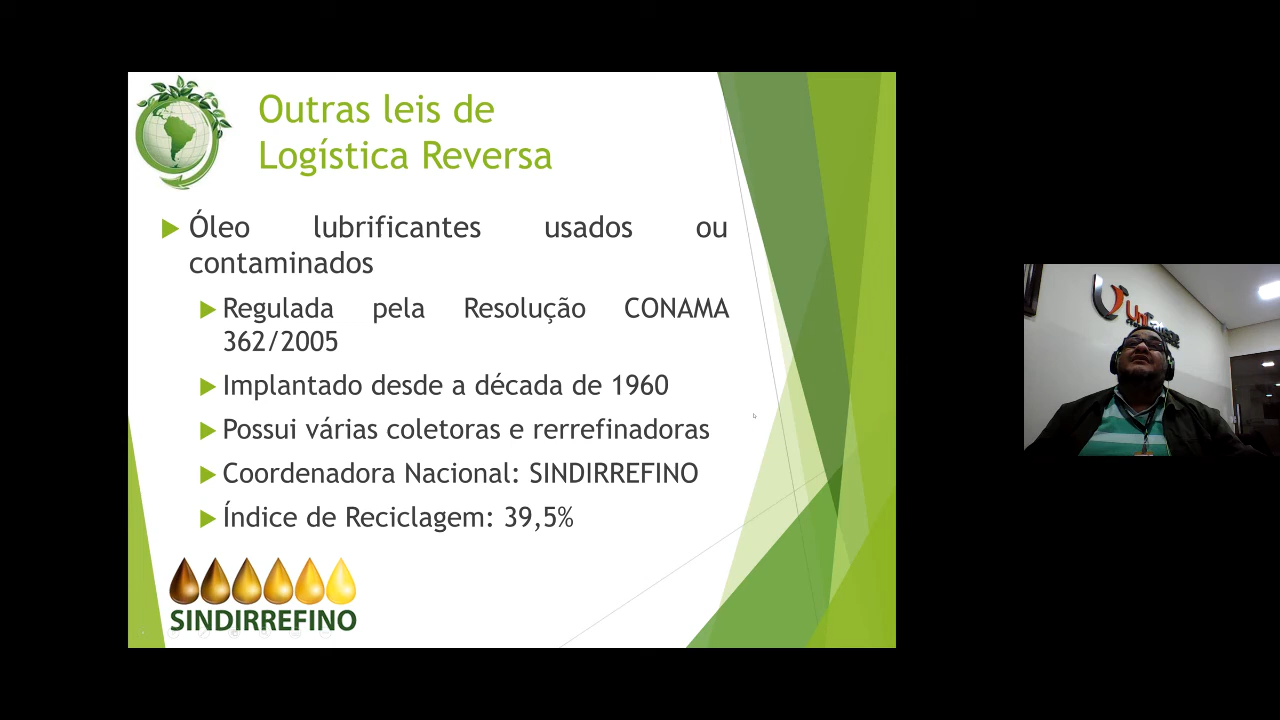 Outras leis de
Logística Reversa
Óleo lubrificantes usados ou
contaminados
Regulada pela Resolução CONAMA
362/2005
Implantado desde a década de 1960
Possui várias coletoras e rerrefinadoras
Coordenadora Nacional: SINDIRREFINO
Índice de Reciclagem: 39,5%
SINDIRREFINO